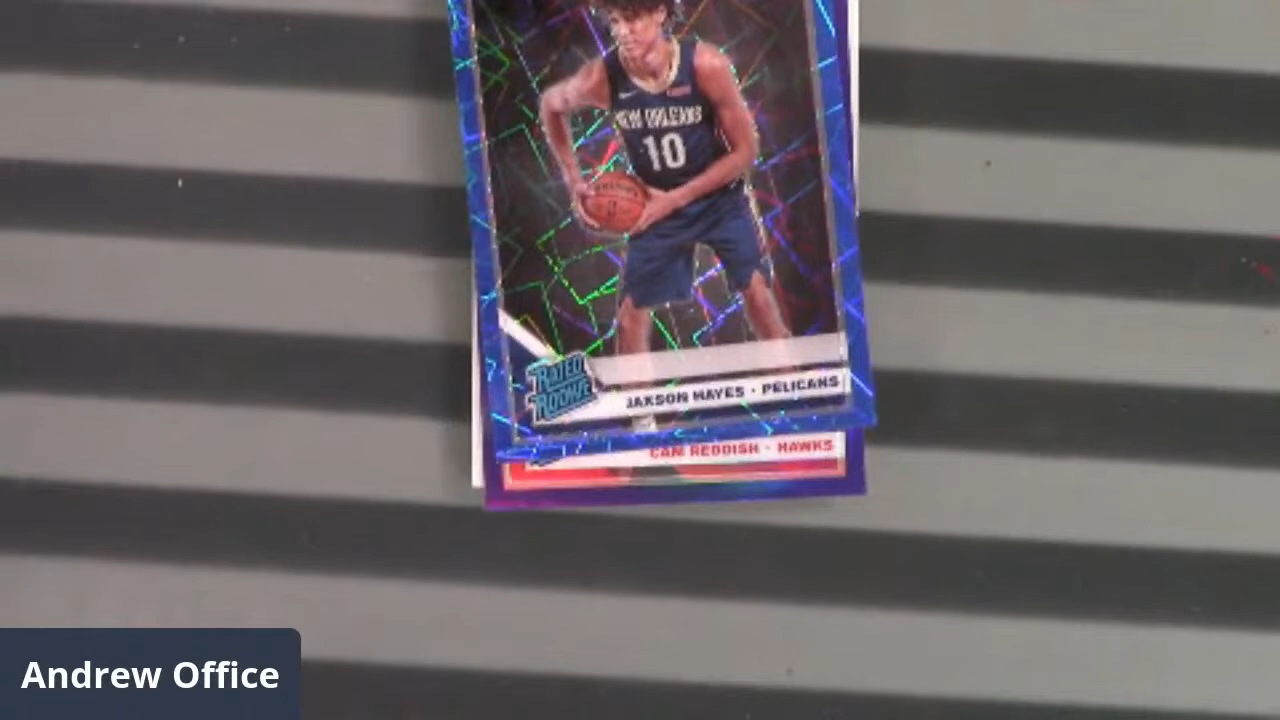 NEW ORLEANS
10
RATED
ROOKIE
JAXSON HAYES · PELICANS
CAM REDDISH · HAWKS
Andrew Office